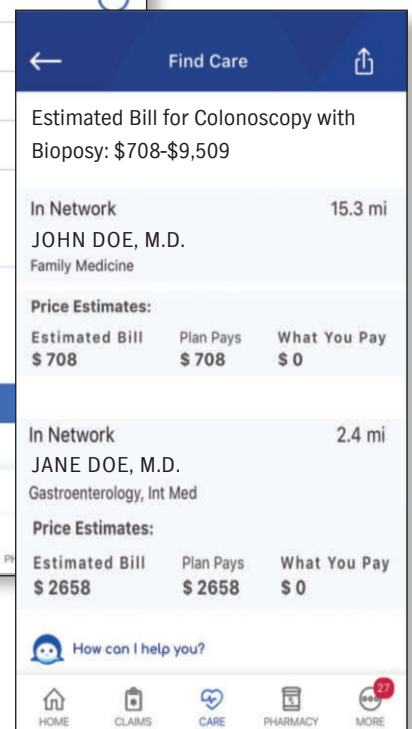 Find Care
Estimated Bill for Colonoscopy with
Bioposy: $708-$9,509
In Network 15.3 mi
JOHN DOE, M.D.
Family Medicine
Price Estimates:
Estimated Bill Plan Pays What You Pay
$ 708 $ 708 $ 0
In Network 2.4 mi
JANE DOE, M.D.
Gastroenterology, Int Med
Price Estimates:
Estimated Bill Plan Pays What You Pay
$ 2658 $ 2658 $ 0
How can I help you?
27
HOME CLAIMS CARE PHARMACY MORE